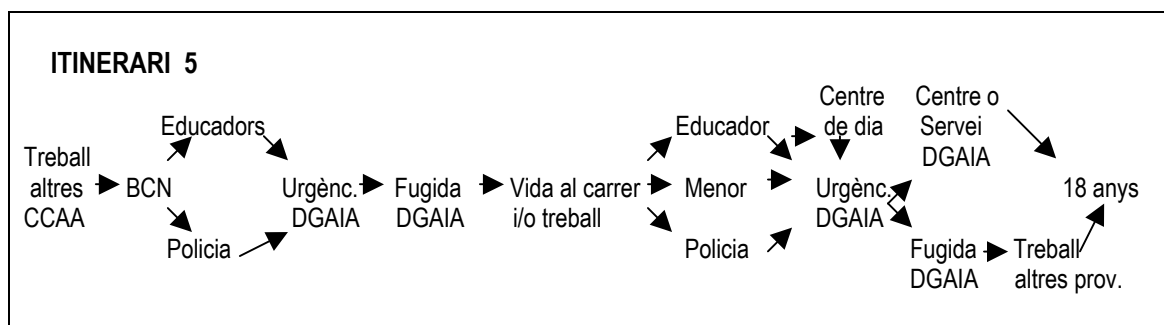 ITINERARI 5
Treball
altres
CCAA
BCN
Educadors
Policia
Urgènc.
DGAIA
Fugida
DGAIA
Vida al carrer
i/o treball
Educador
Menor
Policia
Centre
de dia
Urgènc.
DGAIA
Centre o
Servei
DGAIA
Fugida
DGAIA
Treball
altres prov.
18 anys